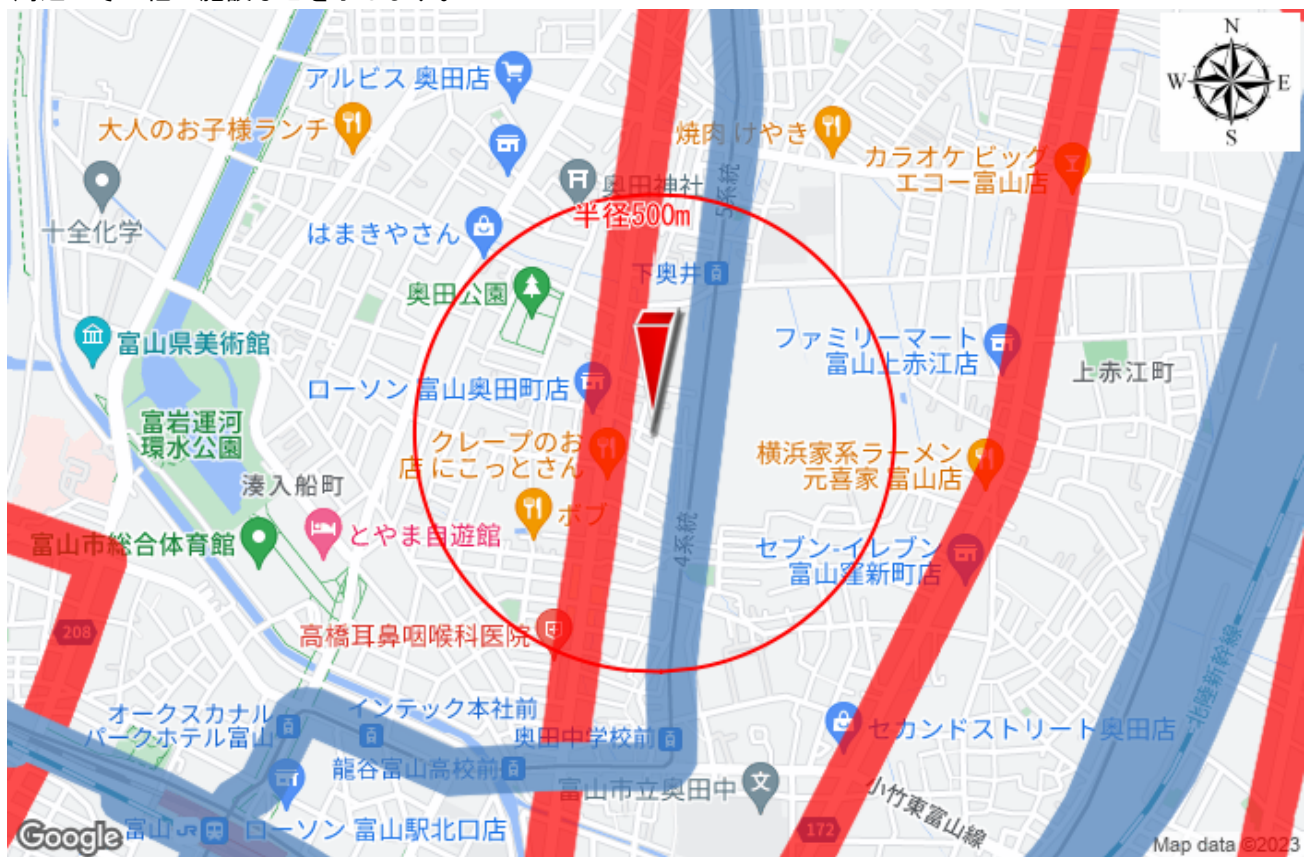 N
W E
S
アルビス 奥田店
大人のお子様ランチ
焼肉 けやき
カラオケ ビッグ
エコー富山店
十全化学
奥田神社
半径500m
5系統
はまきやさん
下奥井
奥田公園
富山県美術館
ファミリーマート
富山上赤江店
上赤江町
ローソン 富山奥田町店
富岩運河
環水公園
クレープのお
店 にこっとさん
横浜家系ラーメン
元喜家 富山店
湊入船町
ボブ
とやま自遊館
富山市総合体育館
4系統
セブン-イレブン
富山窪新町店
208
高橋耳鼻咽喉科医院
北陸新幹線
オークスカナル
パークホテル富山
インテック本社前
奥田中学校前
セカンドストリート奥田店
龍谷富山高校前
富山市立奥田中
小竹東富山線
172
富山 JR
ローソン 富山駅北口店
Google
Map data ©2023